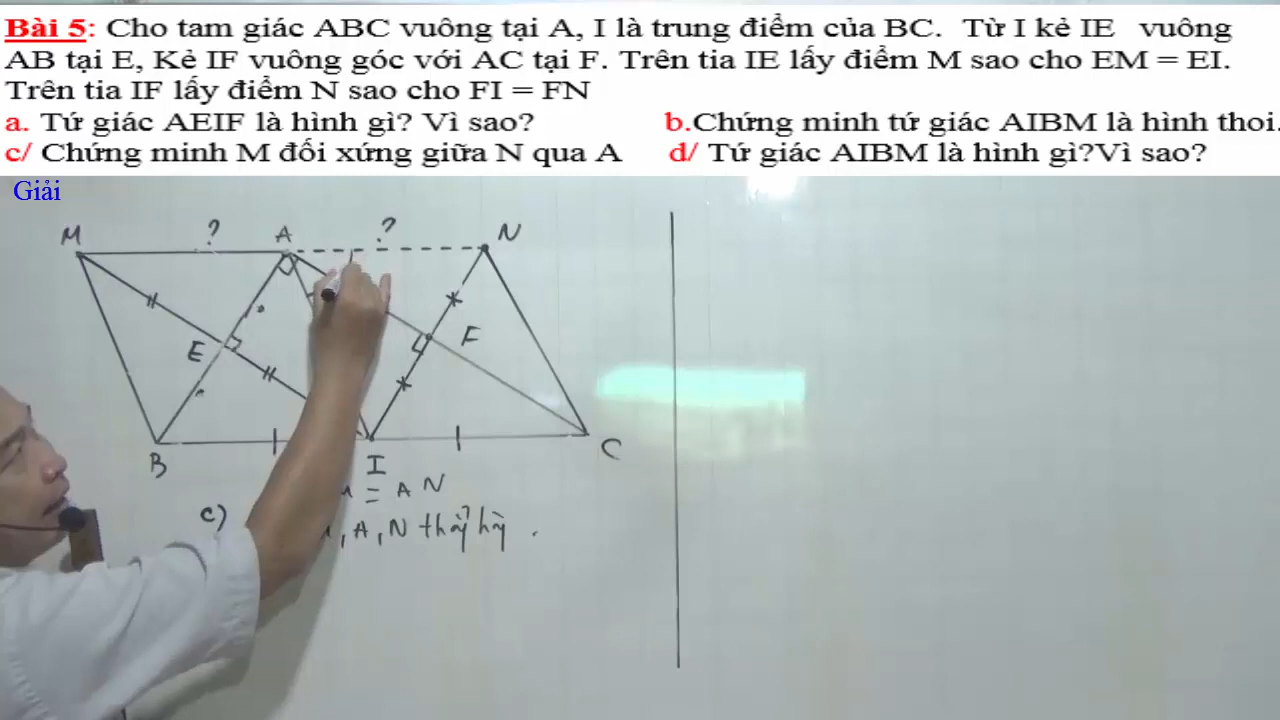 Bài 5: Cho tam giác ABC vuông tại A, I là trung điểm của BC. Từ I kẻ IE vuông
AB tại E, Kẻ IF vuông góc với AC tại F. Trên tia IE lấy điểm M sao cho EM = EI.
Trên tia IF lấy điểm N sao cho FI = FN
a. Tứ giác AEIF là hình gì? Vì sao? b.Chứng minh tứ giác AIBM là hình thoi.
c/ Chứng minh M đối xứng giữa N qua A d/ Tứ giác AIBM là hình gì?Vì sao?
Giải
M ? A ? N
E F
B I C
= AN
c) , A, N thẳng hàng.